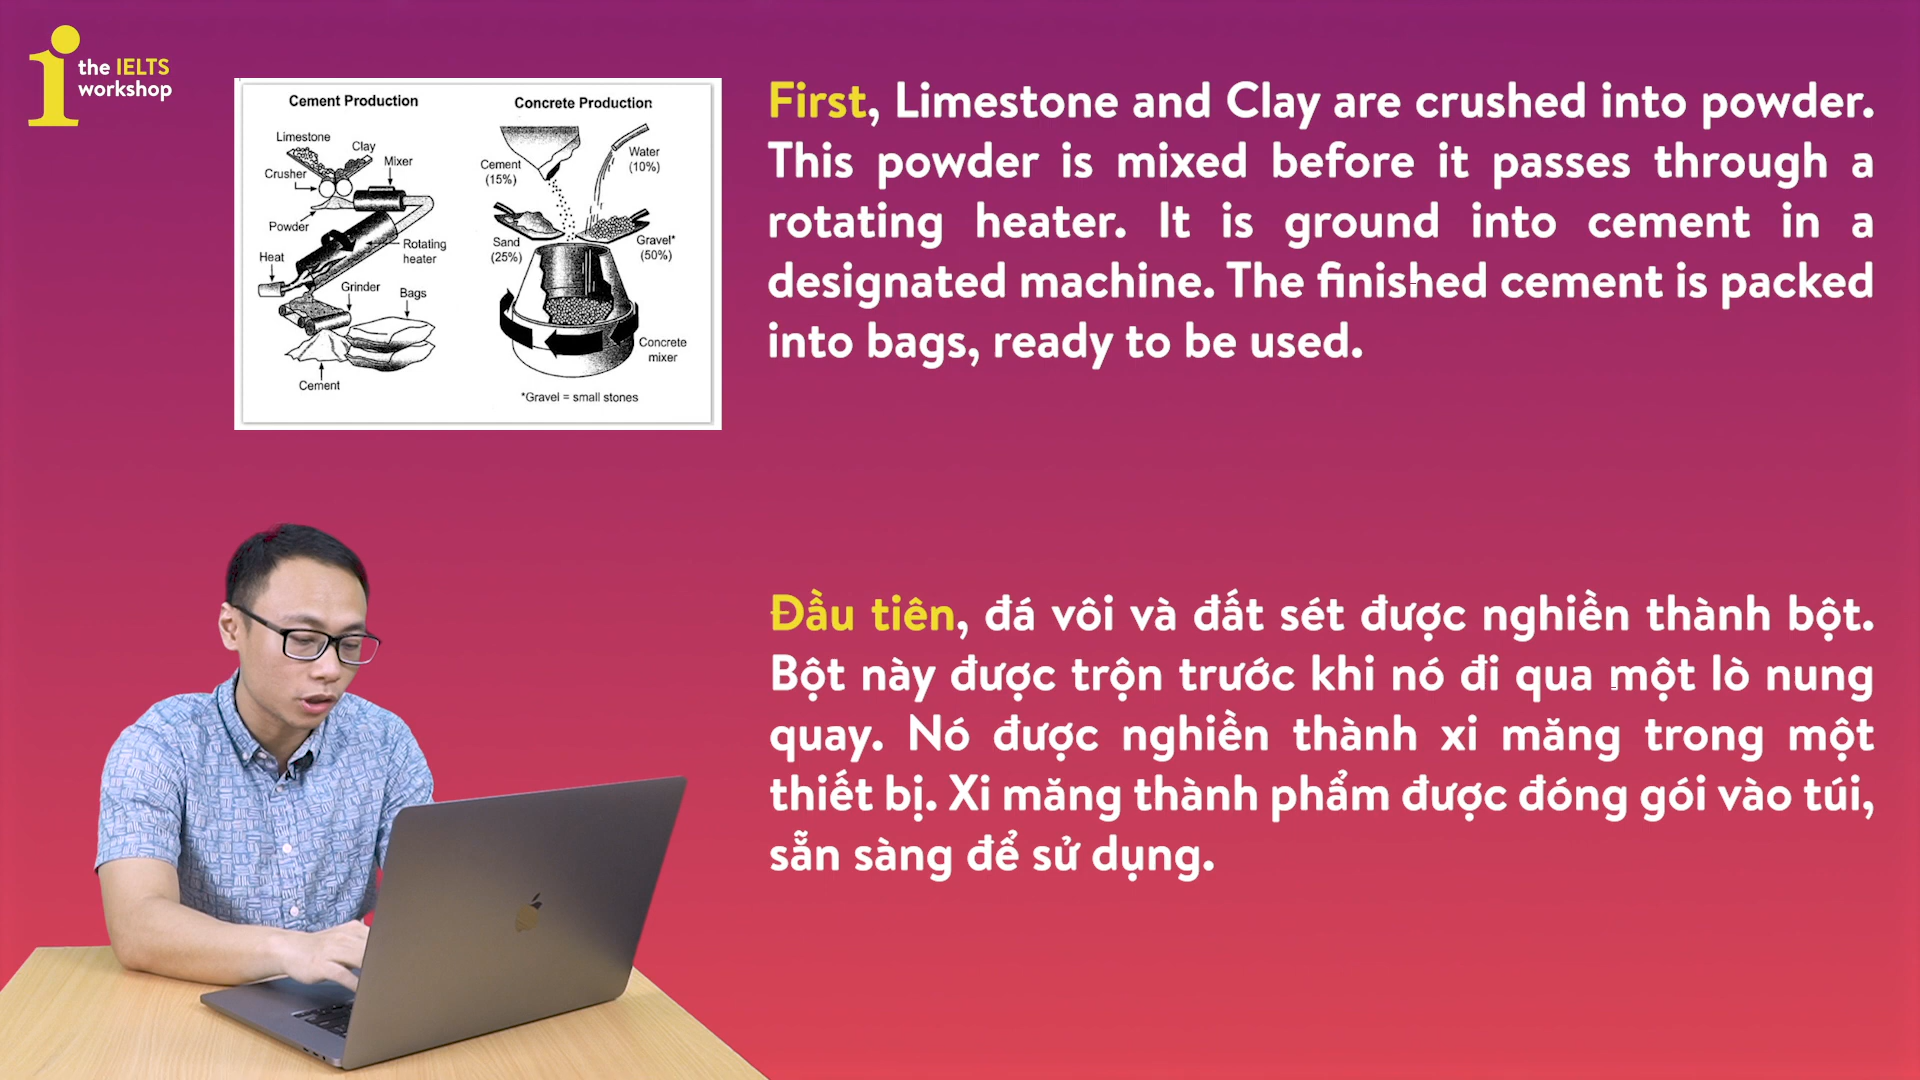 the IELTS
workshop
Cement Production
Limestone
Clay
Mixer
Crusher
Powder
Rotating
heater
Heat
Grinder
Bags
Cement
Concrete Production
Cement
(15%)
Water
(10%)
Sand
(25%)
Gravel*
(50%)
Concrete
mixer
*Gravel = small stones
First, Limestone and Clay are crushed into powder.
This powder is mixed before it passes through a
rotating heater. It is ground into cement in a
designated machine. The finished cement is packed
into bags, ready to be used.
Đầu tiên, đá vôi và đất sét được nghiền thành bột.
Bột này được trộn trước khi nó đi qua một lò nung
quay. Nó được nghiền thành xi măng trong một
thiết bị. Xi măng thành phẩm được đóng gói vào túi,
sẵn sàng để sử dụng.